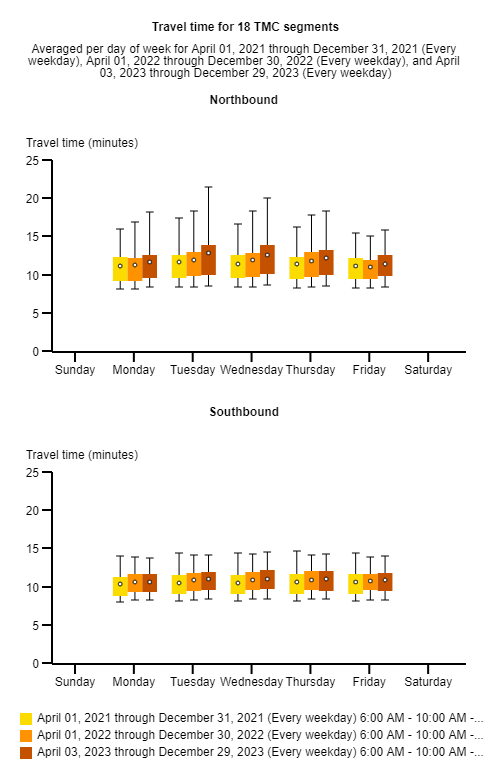 Travel time for 18 TMC segments
Averaged per day of week for April 01, 2021 through December 31, 2021 (Every
weekday), April 01, 2022 through December 30, 2022 (Every weekday), and April
03, 2023 through December 29, 2023 (Every weekday)
Northbound
Travel time (minutes)
25
20
15
10
5
0
Sunday Monday Tuesday Wednesday Thursday Friday Saturday
Southbound
Travel time (minutes)
25
20
15
10
5
0
Sunday Monday Tuesday Wednesday Thursday Friday Saturday
April 01, 2021 through December 31, 2021 (Every weekday) 6:00 AM - 10:00 AM -...
April 01, 2022 through December 30, 2022 (Every weekday) 6:00 AM - 10:00 AM -...
April 03, 2023 through December 29, 2023 (Every weekday) 6:00 AM - 10:00 AM -...